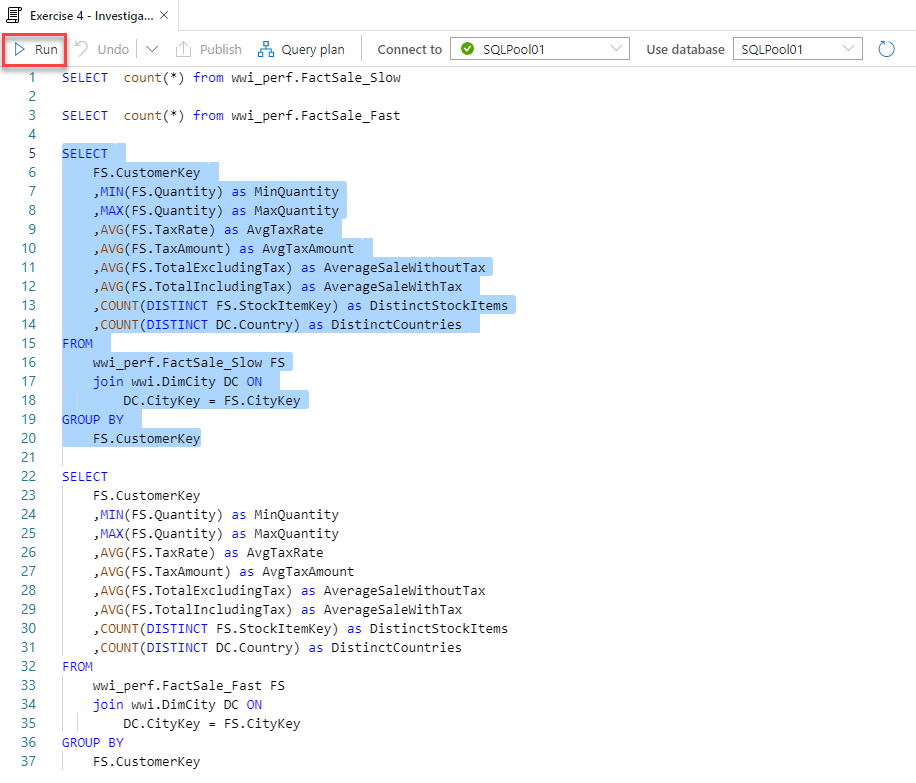 Exercise 4 - Investiga...
Run Undo Publish Query plan Connect to SQLPool01 Use database SQLPool01
1 SELECT  count(*) from wwi_perf.FactSale_Slow
2
3 SELECT  count(*) from wwi_perf.FactSale_Fast
4
5 SELECT
6     FS.CustomerKey
7     ,MIN(FS.Quantity) as MinQuantity
8     ,MAX(FS.Quantity) as MaxQuantity
9     ,AVG(FS.TaxRate) as AvgTaxRate
10     ,AVG(FS.TaxAmount) as AvgTaxAmount
11     ,AVG(FS.TotalExcludingTax) as AverageSaleWithoutTax
12     ,AVG(FS.TotalIncludingTax) as AverageSaleWithTax
13     ,COUNT(DISTINCT FS.StockItemKey) as DistinctStockItems
14     ,COUNT(DISTINCT DC.Country) as DistinctCountries
15 FROM
16     wwi_perf.FactSale_Slow FS
17     join wwi.DimCity DC ON
18         DC.CityKey = FS.CityKey
19 GROUP BY
20     FS.CustomerKey
21
22 SELECT
23     FS.CustomerKey
24     ,MIN(FS.Quantity) as MinQuantity
25     ,MAX(FS.Quantity) as MaxQuantity
26     ,AVG(FS.TaxRate) as AvgTaxRate
27     ,AVG(FS.TaxAmount) as AvgTaxAmount
28     ,AVG(FS.TotalExcludingTax) as AverageSaleWithoutTax
29     ,AVG(FS.TotalIncludingTax) as AverageSaleWithTax
30     ,COUNT(DISTINCT FS.StockItemKey) as DistinctStockItems
31     ,COUNT(DISTINCT DC.Country) as DistinctCountries
32 FROM
33     wwi_perf.FactSale_Fast FS
34     join wwi.DimCity DC ON
35         DC.CityKey = FS.CityKey
36 GROUP BY
37     FS.CustomerKey